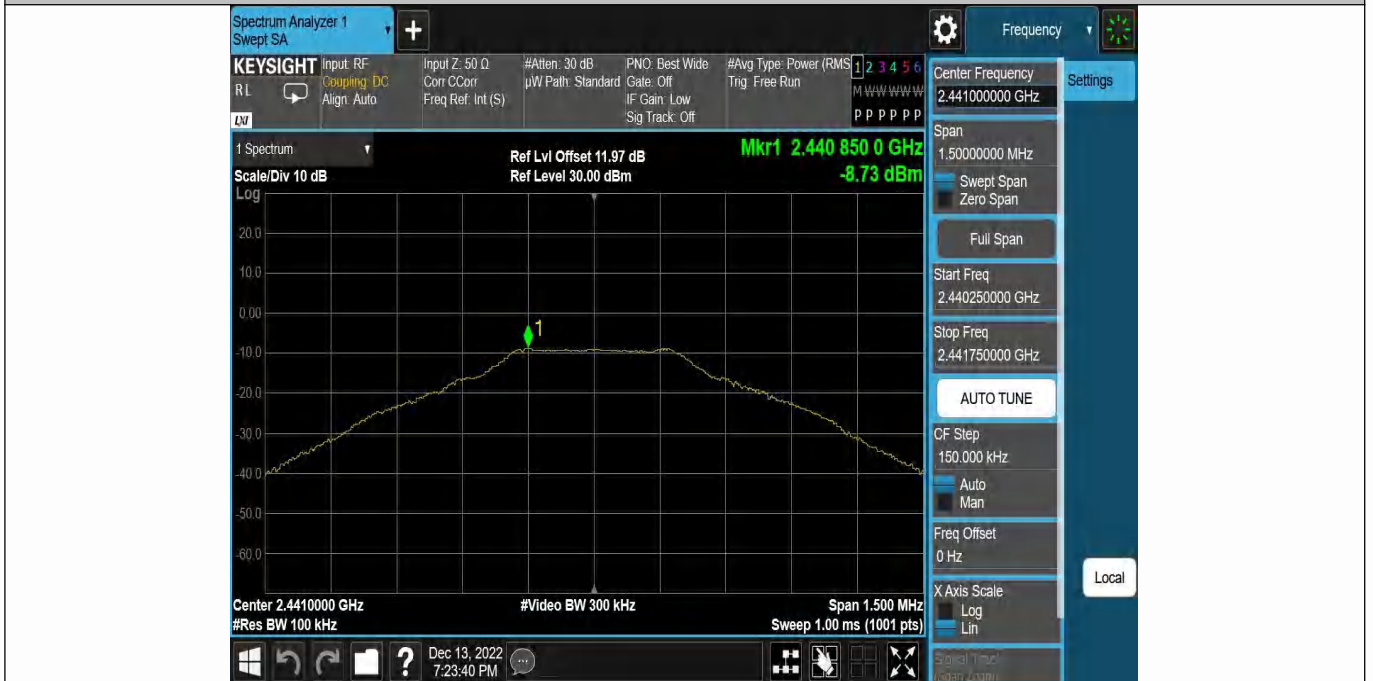 Spectrum Analyzer 1
Swept SA
+
Frequency
KEYSIGHT
Input: RF
Coupling: DC
Align: Auto
Input Z: 50 Ω
Corr CCorr
Freq Ref: Int (S)
#Atten: 30 dB
µW Path: Standard
PNO: Best Wide
Gate: Off
IF Gain: Low
Sig Track: Off
#Avg Type: Power (RMS
Trig: Free Run
1 2 3 4 5 6
M W W W W W
P P P P P P
R L
LXI
1 Spectrum
Scale/Div 10 dB
Ref Lvl Offset 11.97 dB
Ref Level 30.00 dBm
Mkr1 2.440 850 0 GHz
-8.73 dBm
Log
20.0
10.0
0.00
-10.0
-20.0
-30.0
-40.0
-50.0
-60.0
1
Center 2.4410000 GHz
#Res BW 100 kHz
#Video BW 300 kHz
Span 1.500 MHz
Sweep 1.00 ms (1001 pts)
Center Frequency
2.441000000 GHz
Settings
Span
1.50000000 MHz
Swept Span
Zero Span
Full Span
Start Freq
2.440250000 GHz
Stop Freq
2.441750000 GHz
AUTO TUNE
CF Step
150.000 kHz
Auto
Man
Freq Offset
0 Hz
X Axis Scale
Log
Lin
Local
Signal Track
(Span Zoom)
?
Dec 13, 2022
7:23:40 PM